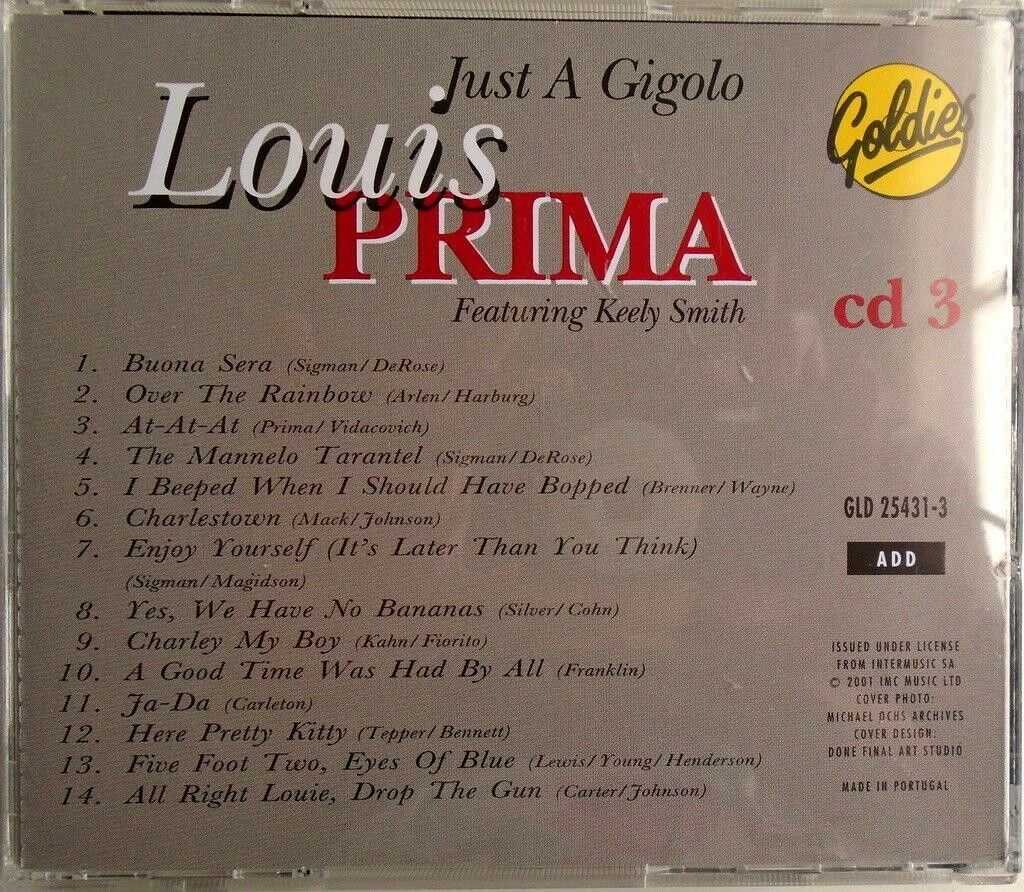 Just A Gigolo
Louis
PRIMA
Featuring Keely Smith
Goldies
cd 3
1. Buona Sera (Sigman/DeRose)
2. Over The Rainbow (Arlen/Harburg)
3. At-At-At (Prima/Vidacovich)
4. The Mannelo Tarantel (Sigman/DeRose)
5. I Beeped When I Should Have Bopped (Brenner/Wayne)
6. Charlestown (Mack/Johnson)
7. Enjoy Yourself (It's Later Than You Think)
(Sigman/Magidson)
8. Yes, We Have No Bananas (Silver/Cohn)
9. Charley My Boy (Kahn/Fiorito)
10. A Good Time Was Had By All (Franklin)
11. Ja-Da (Carleton)
12. Here Pretty Kitty (Tepper/Bennett)
13. Five Foot Two, Eyes Of Blue (Lewis/Young/Henderson)
14. All Right Louie, Drop The Gun (Carter/Johnson)
GLD 25431-3
ADD
ISSUED UNDER LICENSE
FROM INTERMUSIC SA
© 2001 IMC MUSIC LTD
COVER PHOTO:
MICHAEL OCHS ARCHIVES
COVER DESIGN:
DONE FINAL ART STUDIO
MADE IN PORTUGAL